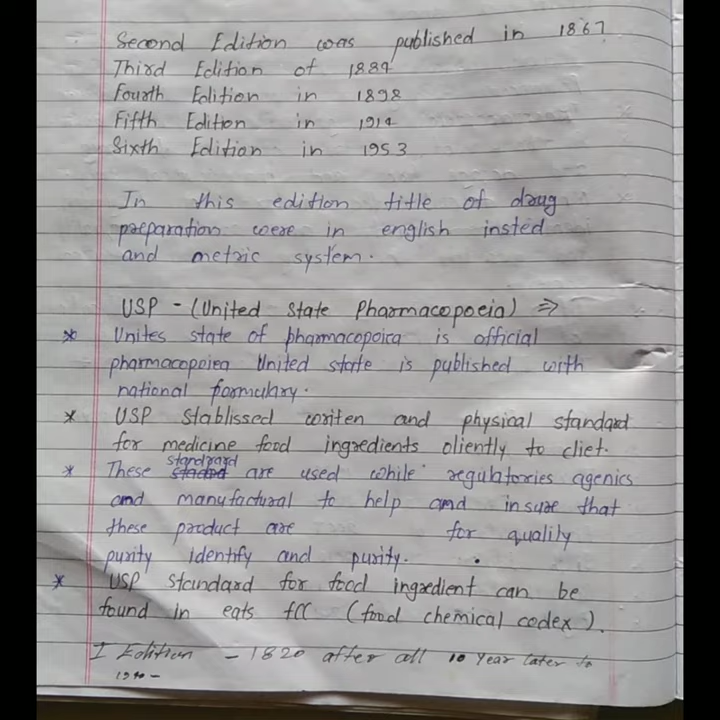 Second Edition was published in 1867
Third Edition of 1884
Fourth Edition in 1898
Fifth Edition in 1914
Sixth Edition in 1953
In this edition title of drug
preparation were in english insted
and metric system.
USP - (United State Pharmacopoeia) ⇒
* Unites state of pharmacopoica is official
pharmacopoiea United state is published with
national formulary.
* USP Stablissed writen and physical standard
for medicine food ingredients oliently to cliet.
* These standrard are used while regulatories agenics
and manufactural to help and insure that
these product are for quality
purity identify and purity.
* USP standard for food ingredient can be
found in eats fcc (food chemical codex).
I Edition - 1820 after all 10 Year later to